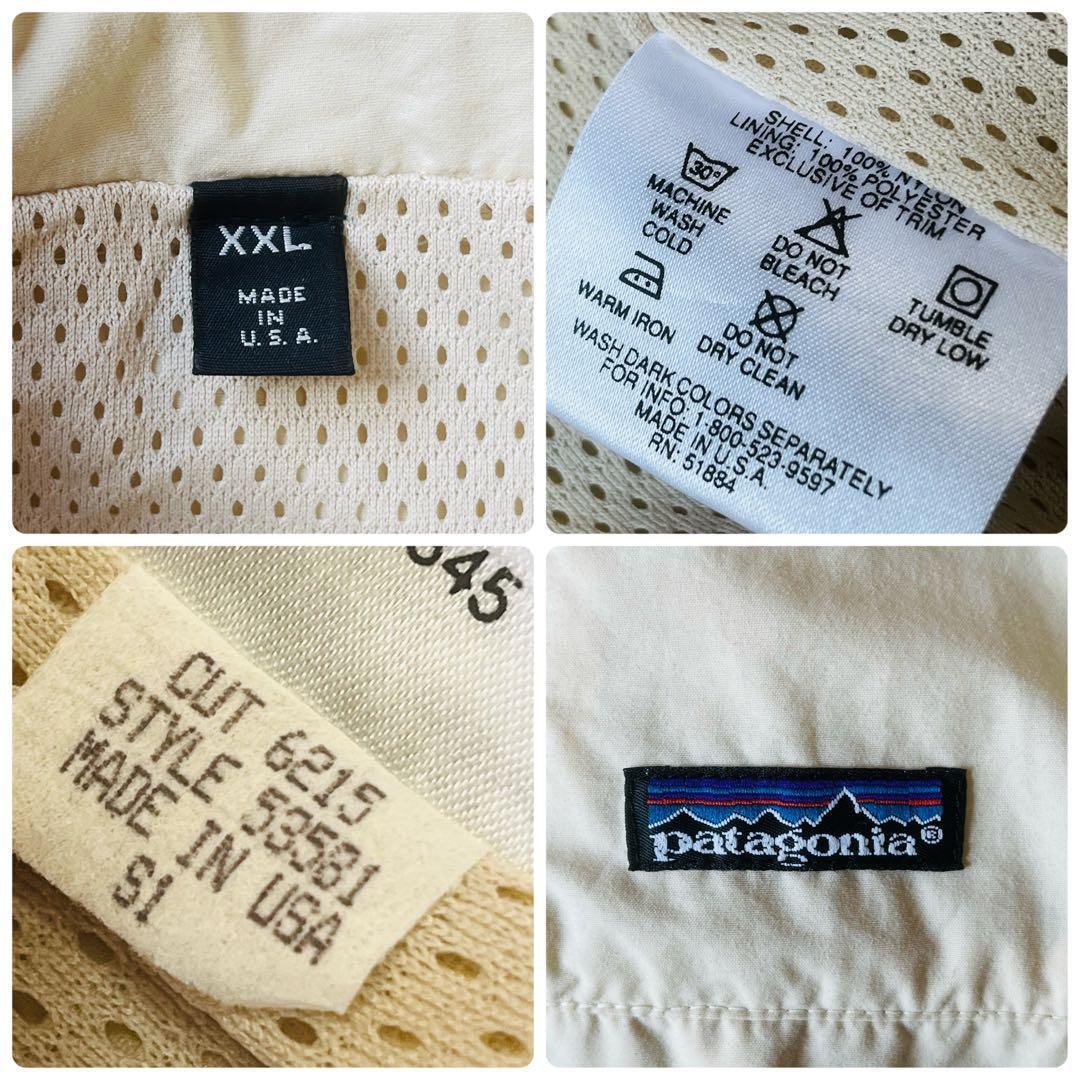 XXL
MADE
IN
U.S.A.
SHELL: 100% NYLON
LINING: 100% POLYESTER
EXCLUSIVE OF TRIM
30°
MACHINE
WASH
COLD
DO NOT
BLEACH
TUMBLE
DRY LOW
WARM IRON
DO NOT
DRY CLEAN
WASH DARK COLORS SEPARATELY
FOR INFO: 1-800-523-9597
MADE IN U.S.A.
RN: 51884
CUT 6215
STYLE 53581
MADE IN USA
S1
patagonia®